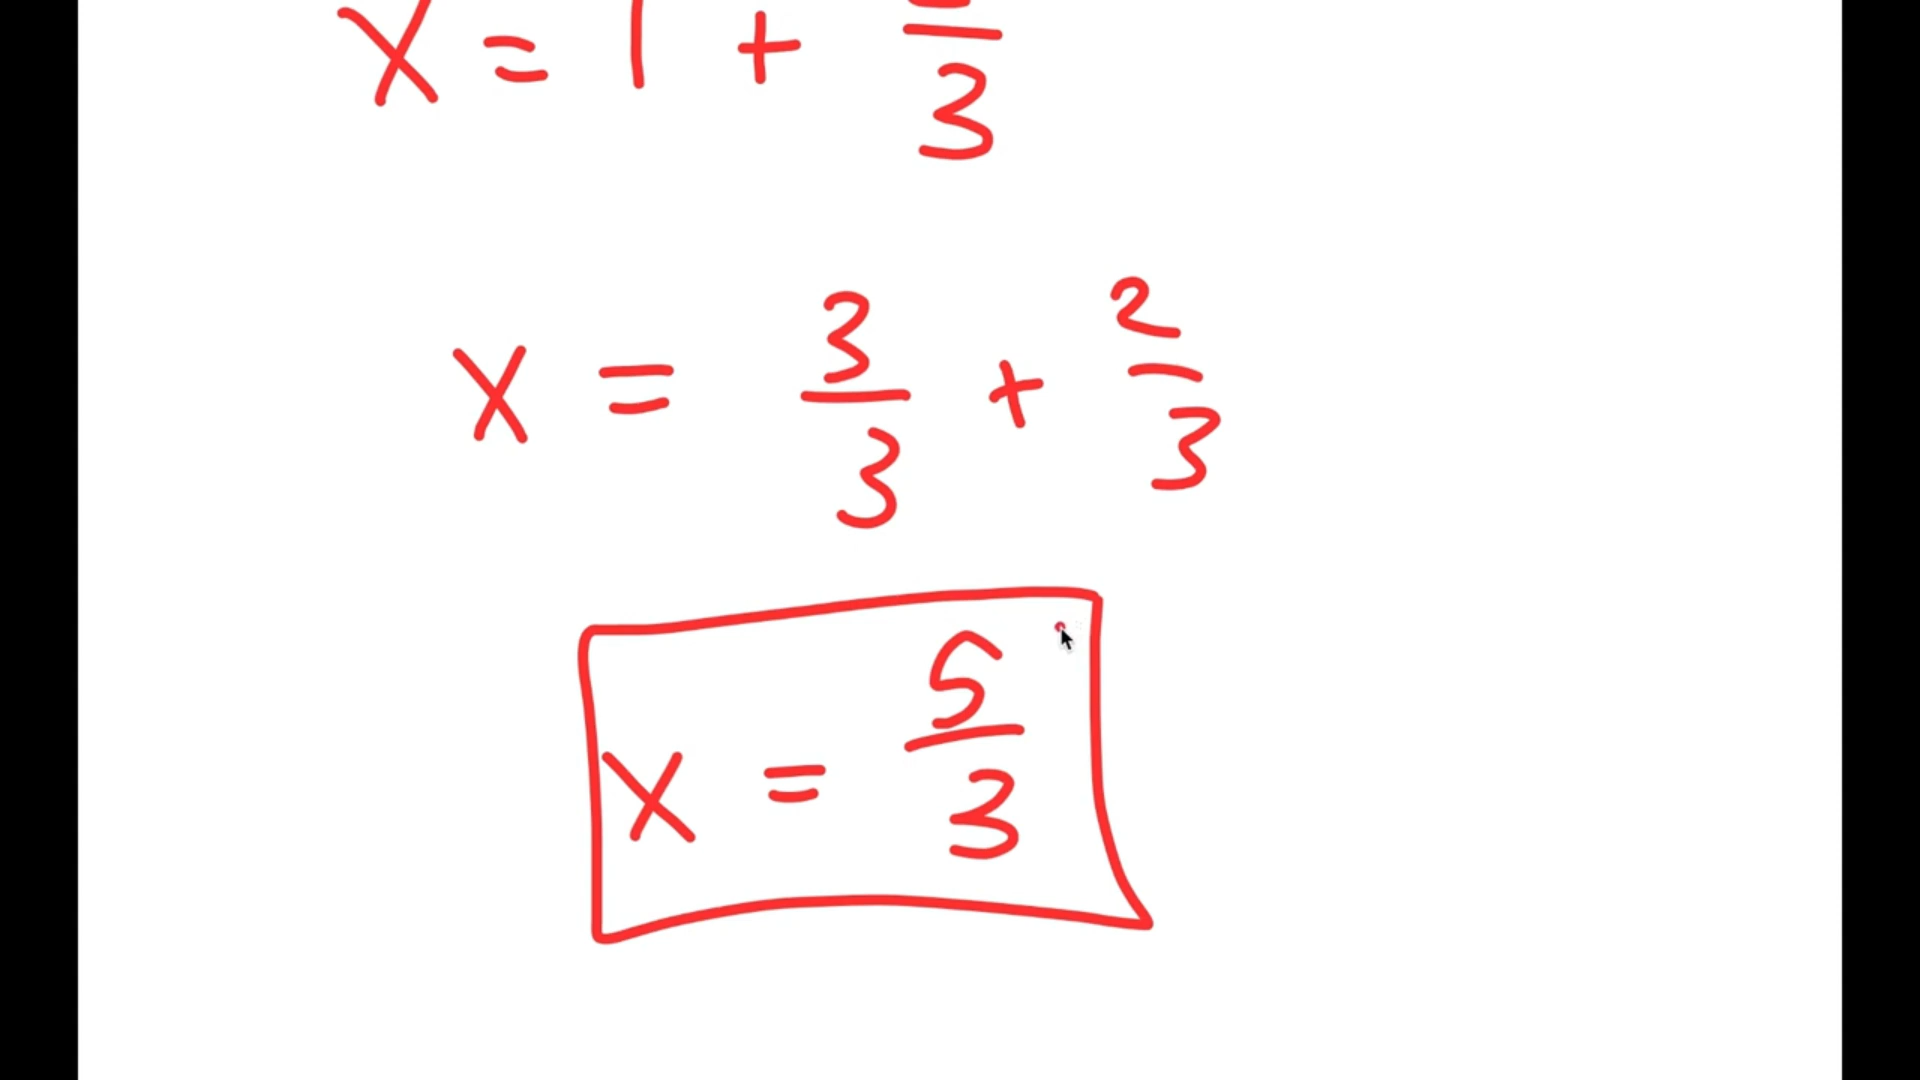 x = 1 + /3
x = 3/3 + 2/3
x = 5/3